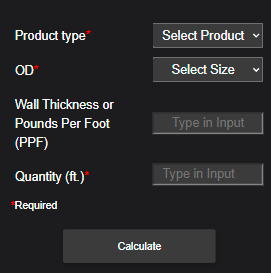 Product type* Select Product
OD* Select Size
Wall Thickness or
Pounds Per Foot
(PPF)
Type in Input
Quantity (ft.)* Type in Input
*Required
Calculate